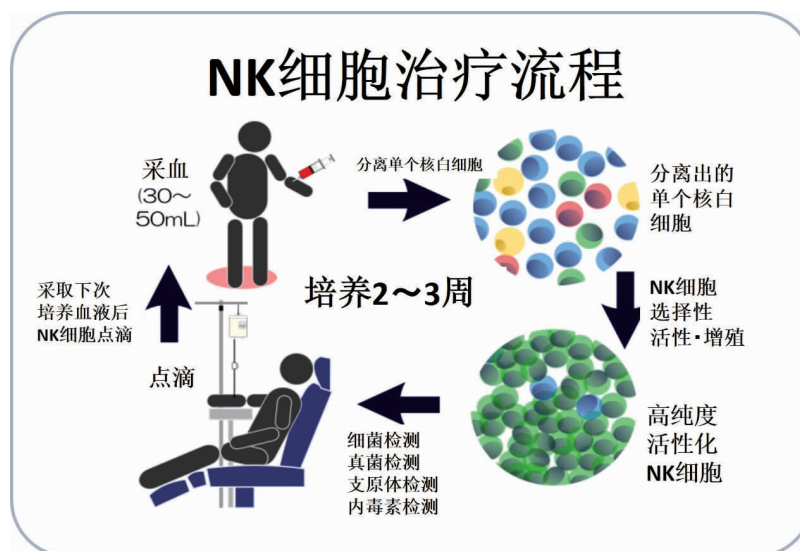 NK细胞治疗流程
采血
(30～
50mL)
分离单个核白细胞
分离出的
单个核白
细胞
NK细胞
选择性
活性·增殖
高纯度
活性化
NK细胞
细菌检测
真菌检测
支原体检测
内毒素检测
点滴
采取下次
培养血液后
NK细胞点滴
培养2～3周